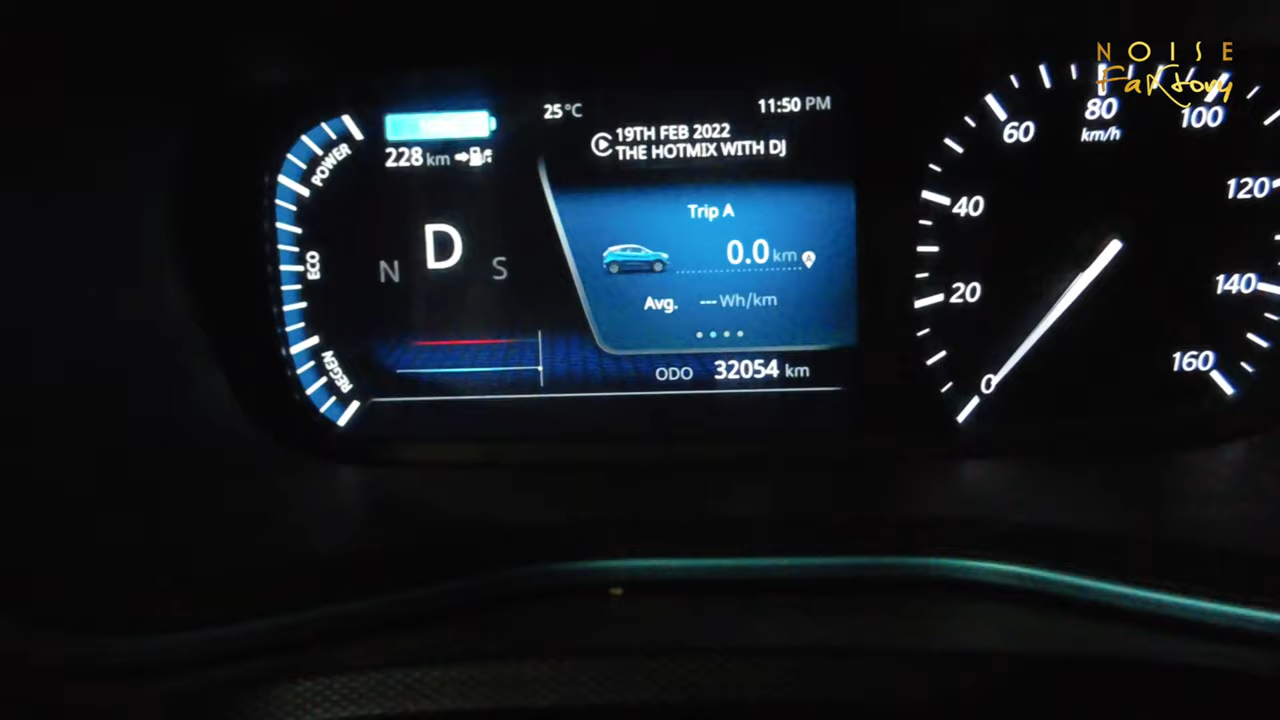 NOISE
FaKtory
25 °C
11:50 PM
228 km
19TH FEB 2022
THE HOTMIX WITH DJ
POWER
ECO
REGEN
N D S
Trip A
0.0 km
A
Avg. --- Wh/km
ODO 32054 km
0
20
40
60
80
km/h
100
120
140
160